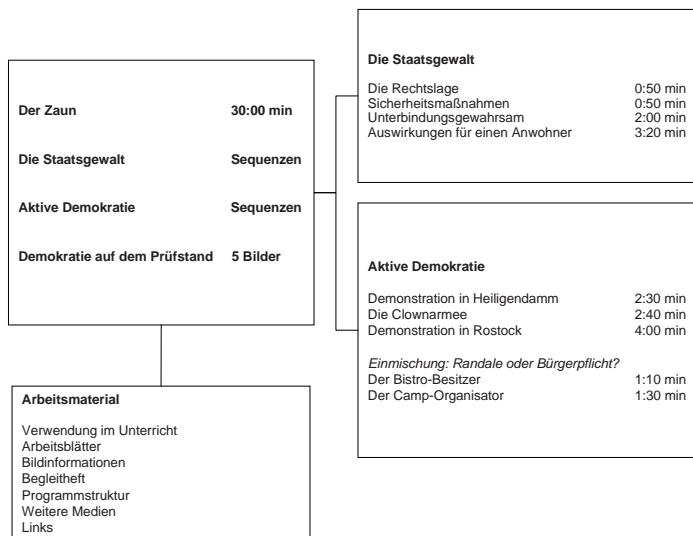 Der Zaun 30:00 min
Die Staatsgewalt Sequenzen
Aktive Demokratie Sequenzen
Demokratie auf dem Prüfstand 5 Bilder
Die Staatsgewalt
Die Rechtslage 0:50 min
Sicherheitsmaßnahmen 0:50 min
Unterbindungsgewahrsam 2:00 min
Auswirkungen für einen Anwohner 3:20 min
Aktive Demokratie
Demonstration in Heiligendamm 2:30 min
Die Clownarmee 2:40 min
Demonstration in Rostock 4:00 min
Einmischung: Randale oder Bürgerpflicht?
Der Bistro-Besitzer 1:10 min
Der Camp-Organisator 1:30 min
Arbeitsmaterial
Verwendung im Unterricht
Arbeitsblätter
Bildinformationen
Begleitheft
Programmstruktur
Weitere Medien
Links